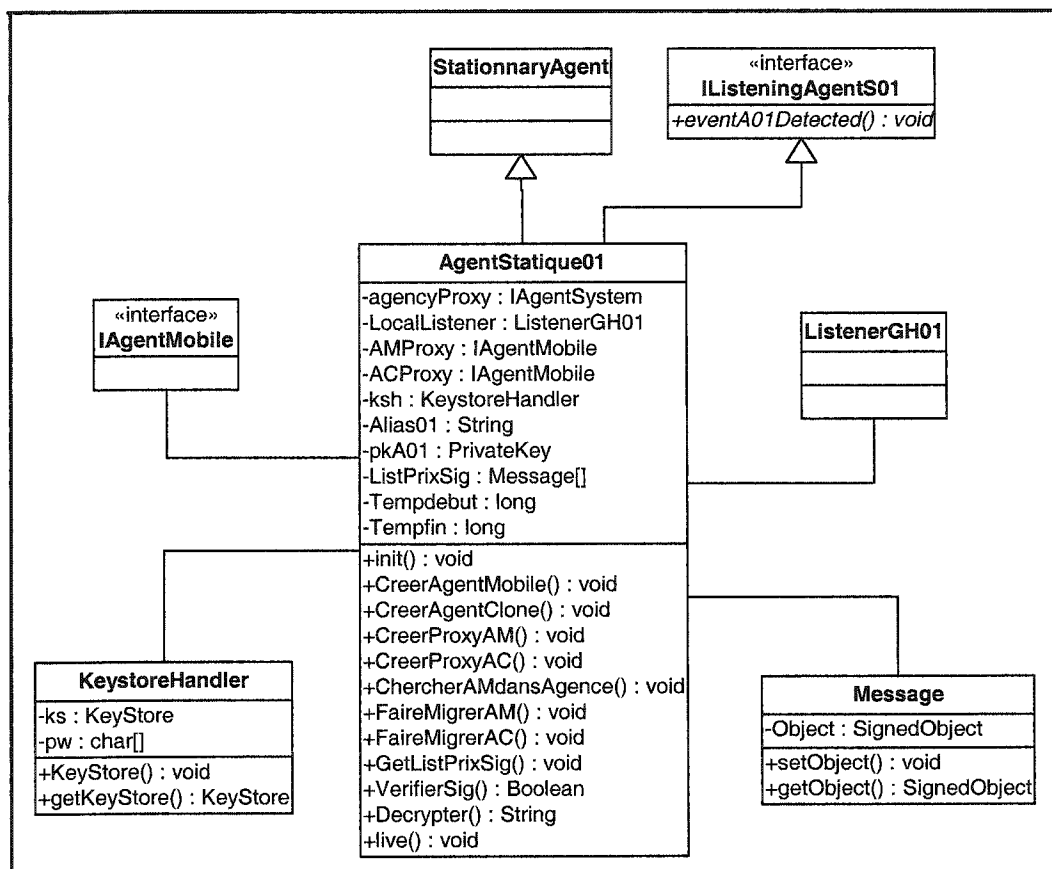 StationnaryAgent
«interface»
IListeningAgentS01
+eventA01Detected() : void
AgentStatique01
-agencyProxy : IAgentSystem
-LocalListener : ListenerGH01
-AMProxy : IAgentMobile
-ACProxy : IAgentMobile
-ksh : KeystoreHandler
-Alias01 : String
-pkA01 : PrivateKey
-ListPrixSig : Message[]
-Tempdebut : long
-Tempfin : long
+init() : void
+CreerAgentMobile() : void
+CreerAgentClone() : void
+CreerProxyAM() : void
+CreerProxyAC() : void
+ChercherAMdansAgence() : void
+FaireMigrerAM() : void
+FaireMigrerAC() : void
+GetListPrixSig() : void
+VerifierSig() : Boolean
+Decrypter() : String
+live() : void
«interface»
IAgentMobile
ListenerGH01
KeystoreHandler
-ks : KeyStore
-pw : char[]
+KeyStore() : void
+getKeyStore() : KeyStore
Message
-Object : SignedObject
+setObject() : void
+getObject() : SignedObject